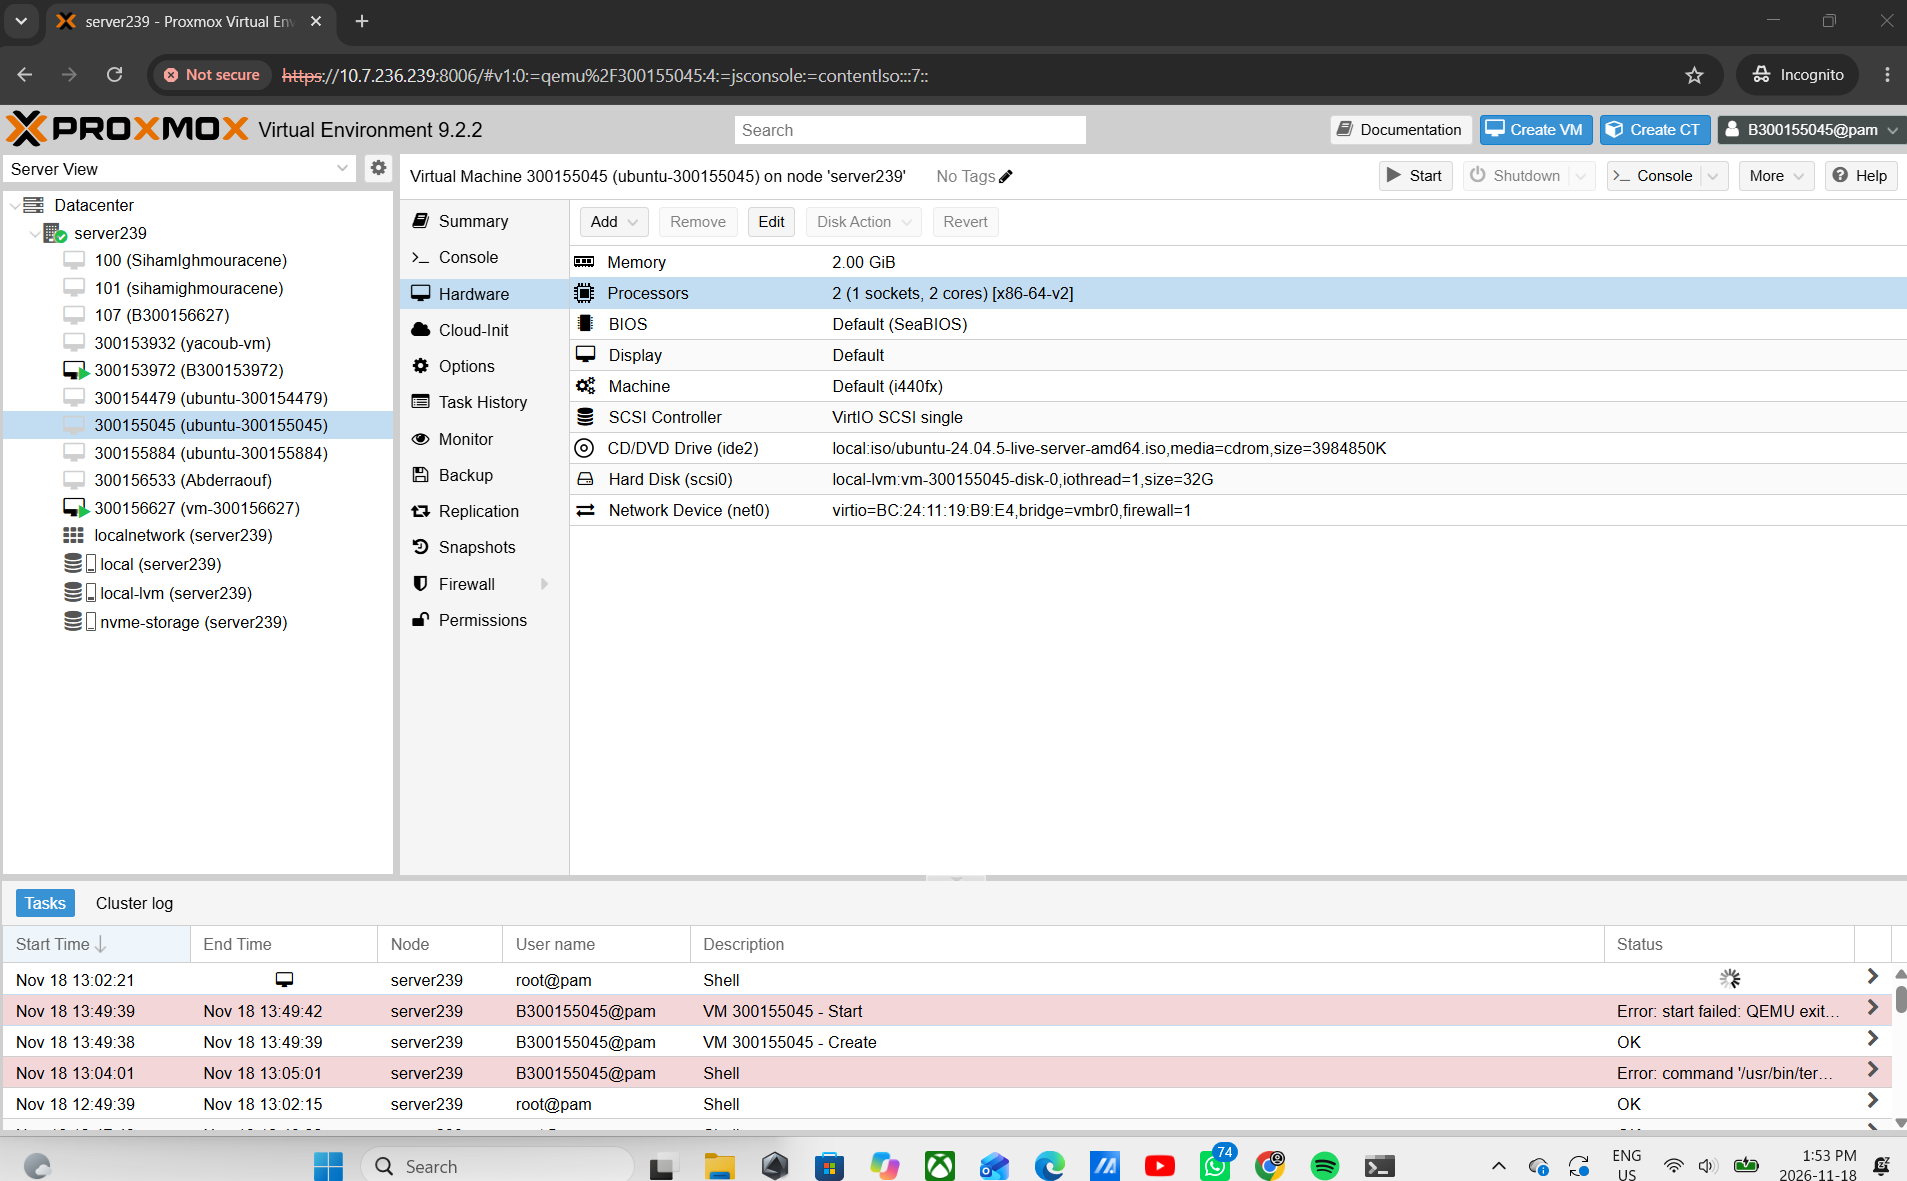 server239 - Proxmox Virtual En
Not secure https://10.7.236.239:8006/#v1:0:=qemu%2F300155045:4:=jsconsole:=contentIso:::7:: Incognito
PROXMOX Virtual Environment 9.2.2 Search Documentation Create VM Create CT B300155045@pam
Server View
Virtual Machine 300155045 (ubuntu-300155045) on node 'server239' No Tags Start Shutdown Console More Help
Datacenter
server239
100 (SihamIghmouracene)
101 (sihamighmouracene)
107 (B300156627)
300153932 (yacoub-vm)
300153972 (B300153972)
300154479 (ubuntu-300154479)
300155045 (ubuntu-300155045)
300155884 (ubuntu-300155884)
300156533 (Abderraouf)
300156627 (vm-300156627)
localnetwork (server239)
local (server239)
local-lvm (server239)
nvme-storage (server239)
Summary
Console
Hardware
Cloud-Init
Options
Task History
Monitor
Backup
Replication
Snapshots
Firewall
Permissions
Add Remove Edit Disk Action Revert
Memory 2.00 GiB
Processors 2 (1 sockets, 2 cores) [x86-64-v2]
BIOS Default (SeaBIOS)
Display Default
Machine Default (i440fx)
SCSI Controller VirtIO SCSI single
CD/DVD Drive (ide2) local:iso/ubuntu-24.04.5-live-server-amd64.iso,media=cdrom,size=3984850K
Hard Disk (scsi0) local-lvm:vm-300155045-disk-0,iothread=1,size=32G
Network Device (net0) virtio=BC:24:11:19:B9:E4,bridge=vmbr0,firewall=1
Tasks Cluster log
Start Time End Time Node User name Description Status
Nov 18 13:02:21 server239 root@pam Shell
Nov 18 13:49:39 Nov 18 13:49:42 server239 B300155045@pam VM 300155045 - Start Error: start failed: QEMU exit...
Nov 18 13:49:38 Nov 18 13:49:39 server239 B300155045@pam VM 300155045 - Create OK
Nov 18 13:04:01 Nov 18 13:05:01 server239 B300155045@pam Shell Error: command '/usr/bin/ter...
Nov 18 12:49:39 Nov 18 13:02:15 server239 root@pam Shell OK
Search 74 ENG 1:53 PM
US 2026-11-18